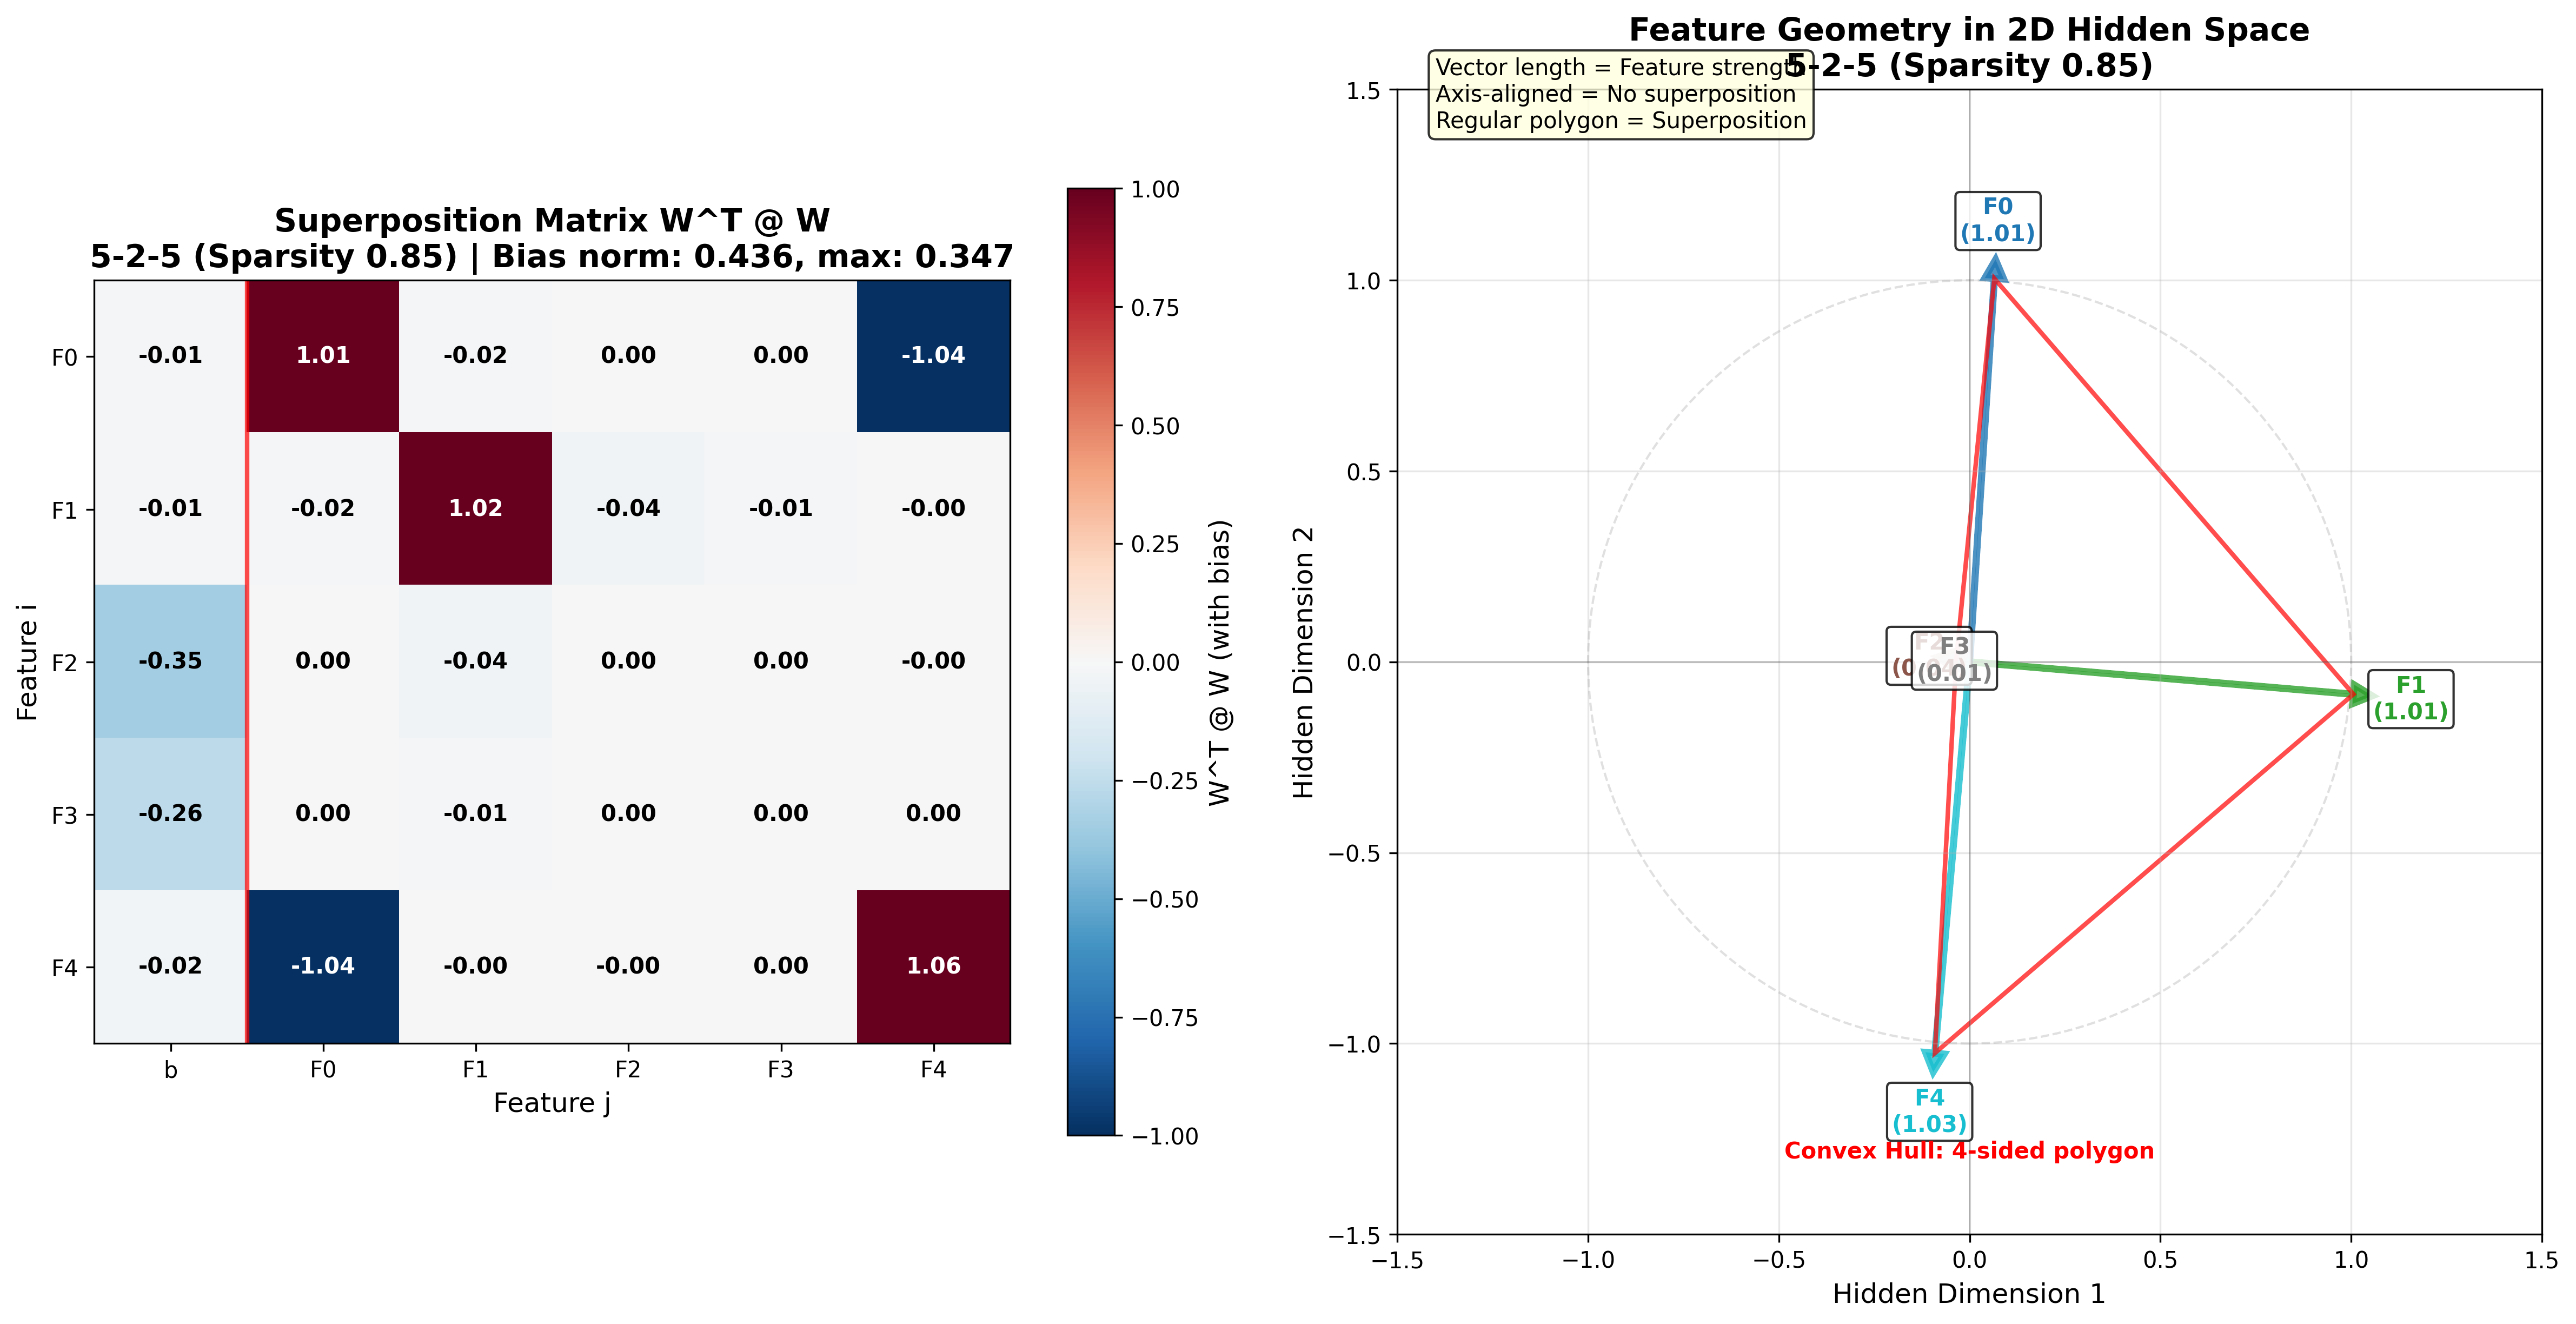 Superposition Matrix W^T @ W
5-2-5 (Sparsity 0.85) | Bias norm: 0.436, max: 0.347
F0
-0.01 1.01 -0.02 0.00 0.00 -1.04
F1
-0.01 -0.02 1.02 -0.04 -0.01 -0.00
F2
-0.35 0.00 -0.04 0.00 0.00 -0.00
F3
-0.26 0.00 -0.01 0.00 0.00 0.00
F4
-0.02 -1.04 -0.00 -0.00 0.00 1.06
b F0 F1 F2 F3 F4
Feature j
Feature i
1.00
0.75
0.50
0.25
0.00
−0.25
−0.50
−0.75
−1.00
W^T @ W (with bias)
Feature Geometry in 2D Hidden Space
5-2-5 (Sparsity 0.85)
Vector length = Feature strength
Axis-aligned = No superposition
Regular polygon = Superposition
1.5
1.0
0.5
0.0
−0.5
−1.0
−1.5
Hidden Dimension 2
F0
(1.01)
F2
(0.04)
F3
(0.01)
F1
(1.01)
F4
(1.03)
Convex Hull: 4-sided polygon
−1.5 −1.0 −0.5 0.0 0.5 1.0 1.5
Hidden Dimension 1